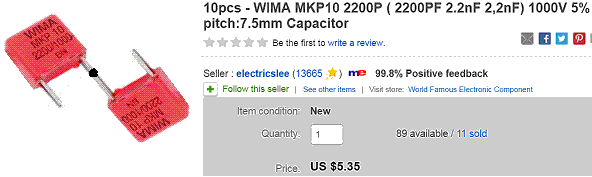 10pcs - WIMA MKP10 2200P ( 2200PF 2.2nF 2,2nF) 1000V 5%
pitch:7.5mm Capacitor
Be the first to write a review.
Seller : electricslee (13665 ) me 99.8% Positive feedback
+ Follow this seller | See other items | Visit store: World Famous Electronic Component
Item condition: New
Quantity: 1 89 available / 11 sold
Price: US $5.35
WIMA
MKP 10
2200/1000
WIMA
MKP 10
2200/1000